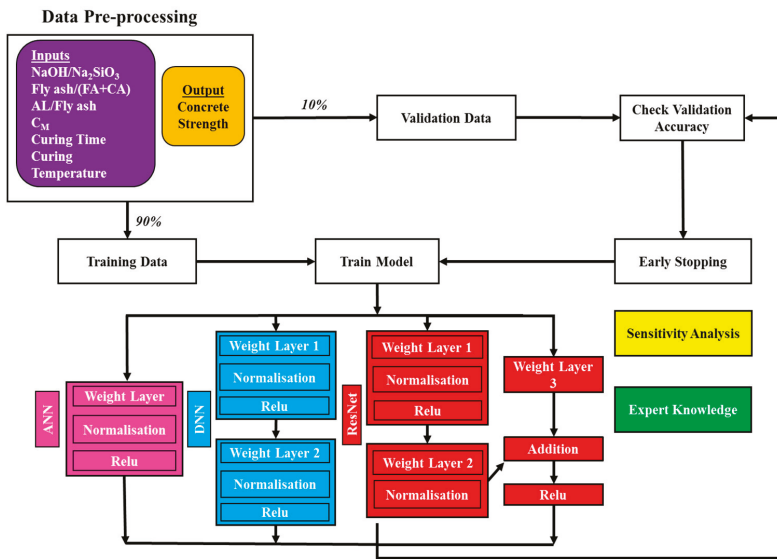 Data Pre-processing
Inputs
NaOH/Na₂SiO₃
Fly ash/(FA+CA)
AL/Fly ash
C_M
Curing Time
Curing
Temperature
Output
Concrete
Strength
10%
Validation Data
Check Validation
Accuracy
90%
Training Data
Train Model
Early Stopping
ANN
Weight Layer
Normalisation
Relu
DNN
Weight Layer 1
Normalisation
Relu
Weight Layer 2
Normalisation
Relu
ResNet
Weight Layer 1
Normalisation
Relu
Weight Layer 2
Normalisation
Weight Layer
3
Addition
Relu
Sensitivity Analysis
Expert Knowledge